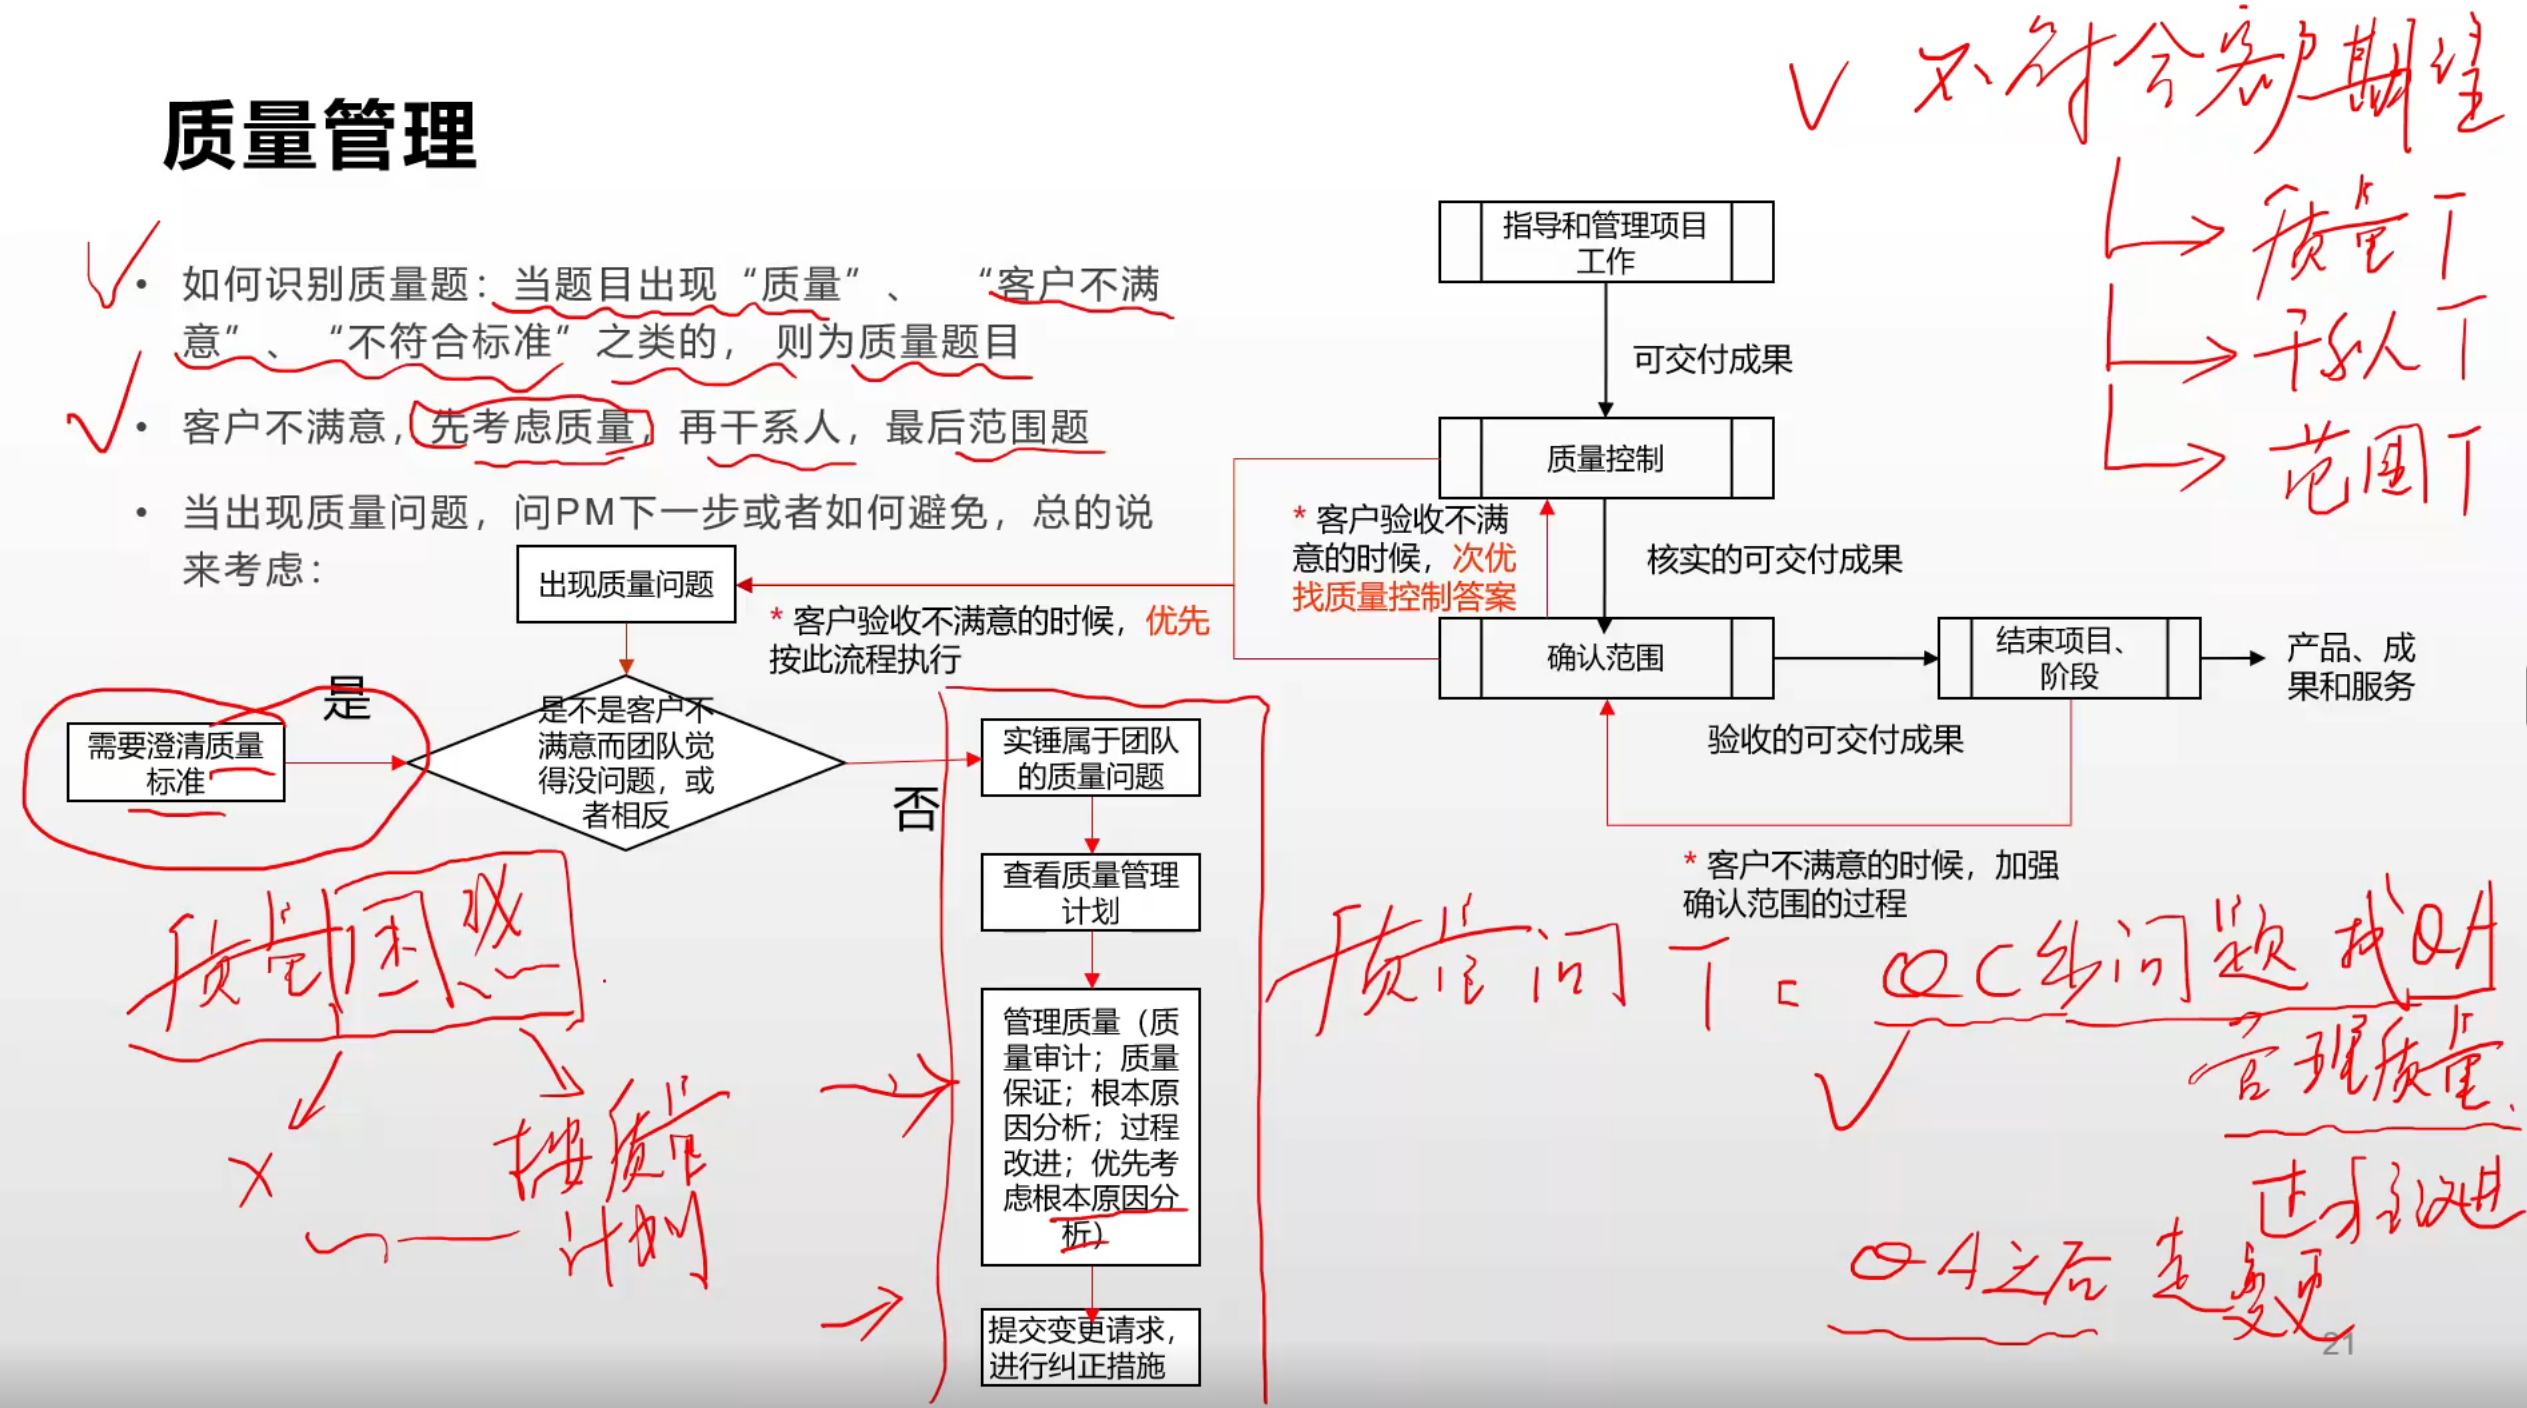 不符合客户期望
质量管理
质量T
• 如何识别质量题：当题目出现“质量”、 “客户不满
意”、“不符合标准”之类的， 则为质量题目
干系人T
• 客户不满意，先考虑质量，再干系人，最后范围题
范围T
• 当出现质量问题，问PM下一步或者如何避免，总的说
来考虑：
指导和管理项目
工作
可交付成果
质量控制
* 客户验收不满
意的时候，次优
找质量控制答案
核实的可交付成果
确认范围
结束项目、
阶段
产品、成
果和服务
验收的可交付成果
* 客户不满意的时候，加强
确认范围的过程
出现质量问题
* 客户验收不满意的时候，优先
按此流程执行
是
需要澄清质量
标准
是不是客户不
满意而团队觉
得没问题，或
者相反
否
实锤属于团队
的质量问题
查看质量管理
计划
管理质量（质
量审计；质量
保证；根本原
因分析；过程
改进；优先考
虑根本原因分
析）
提交变更请求，
进行纠正措施
质量困惑
按质管
计划
质管问T = QC出问题找QA
管理质量
过程改进
QA之后走变更
21